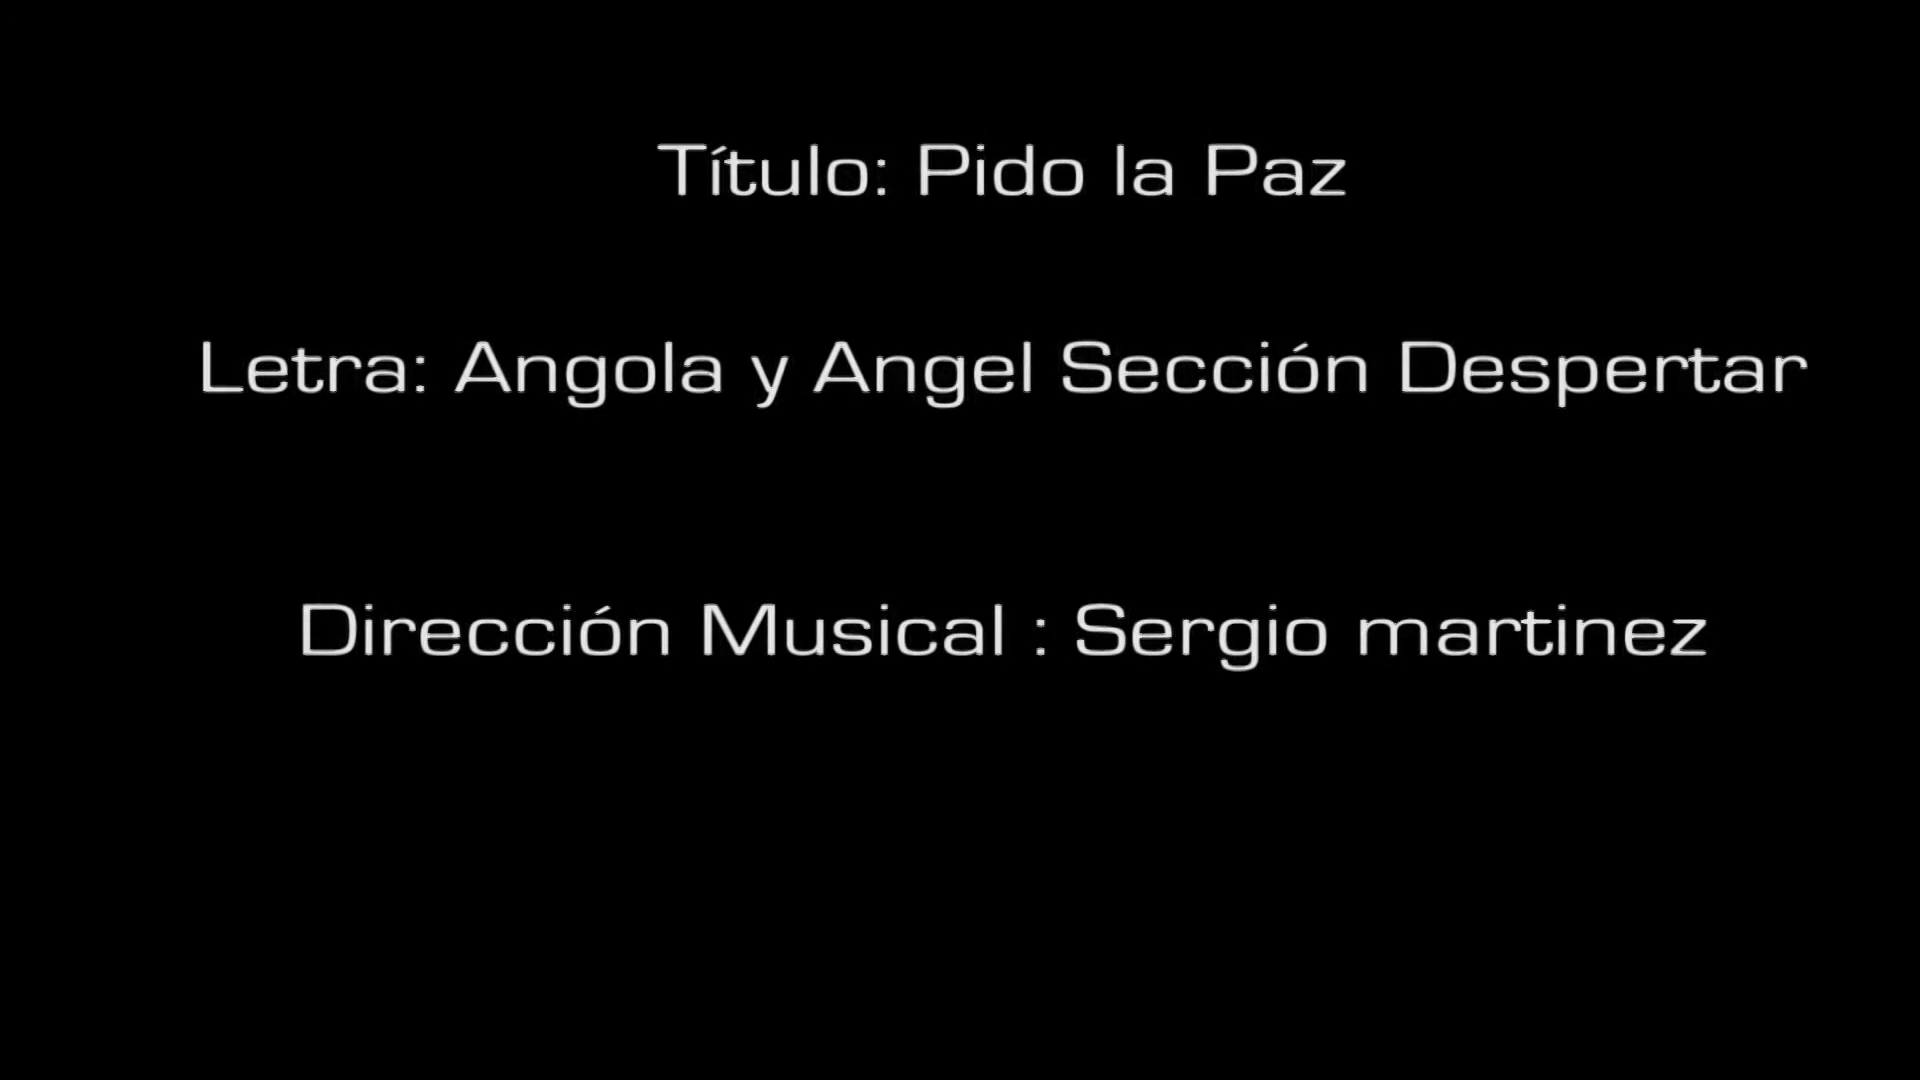 Título: Pido la Paz
Letra: Angola y Angel Sección Despertar
Dirección Musical : Sergio martinez